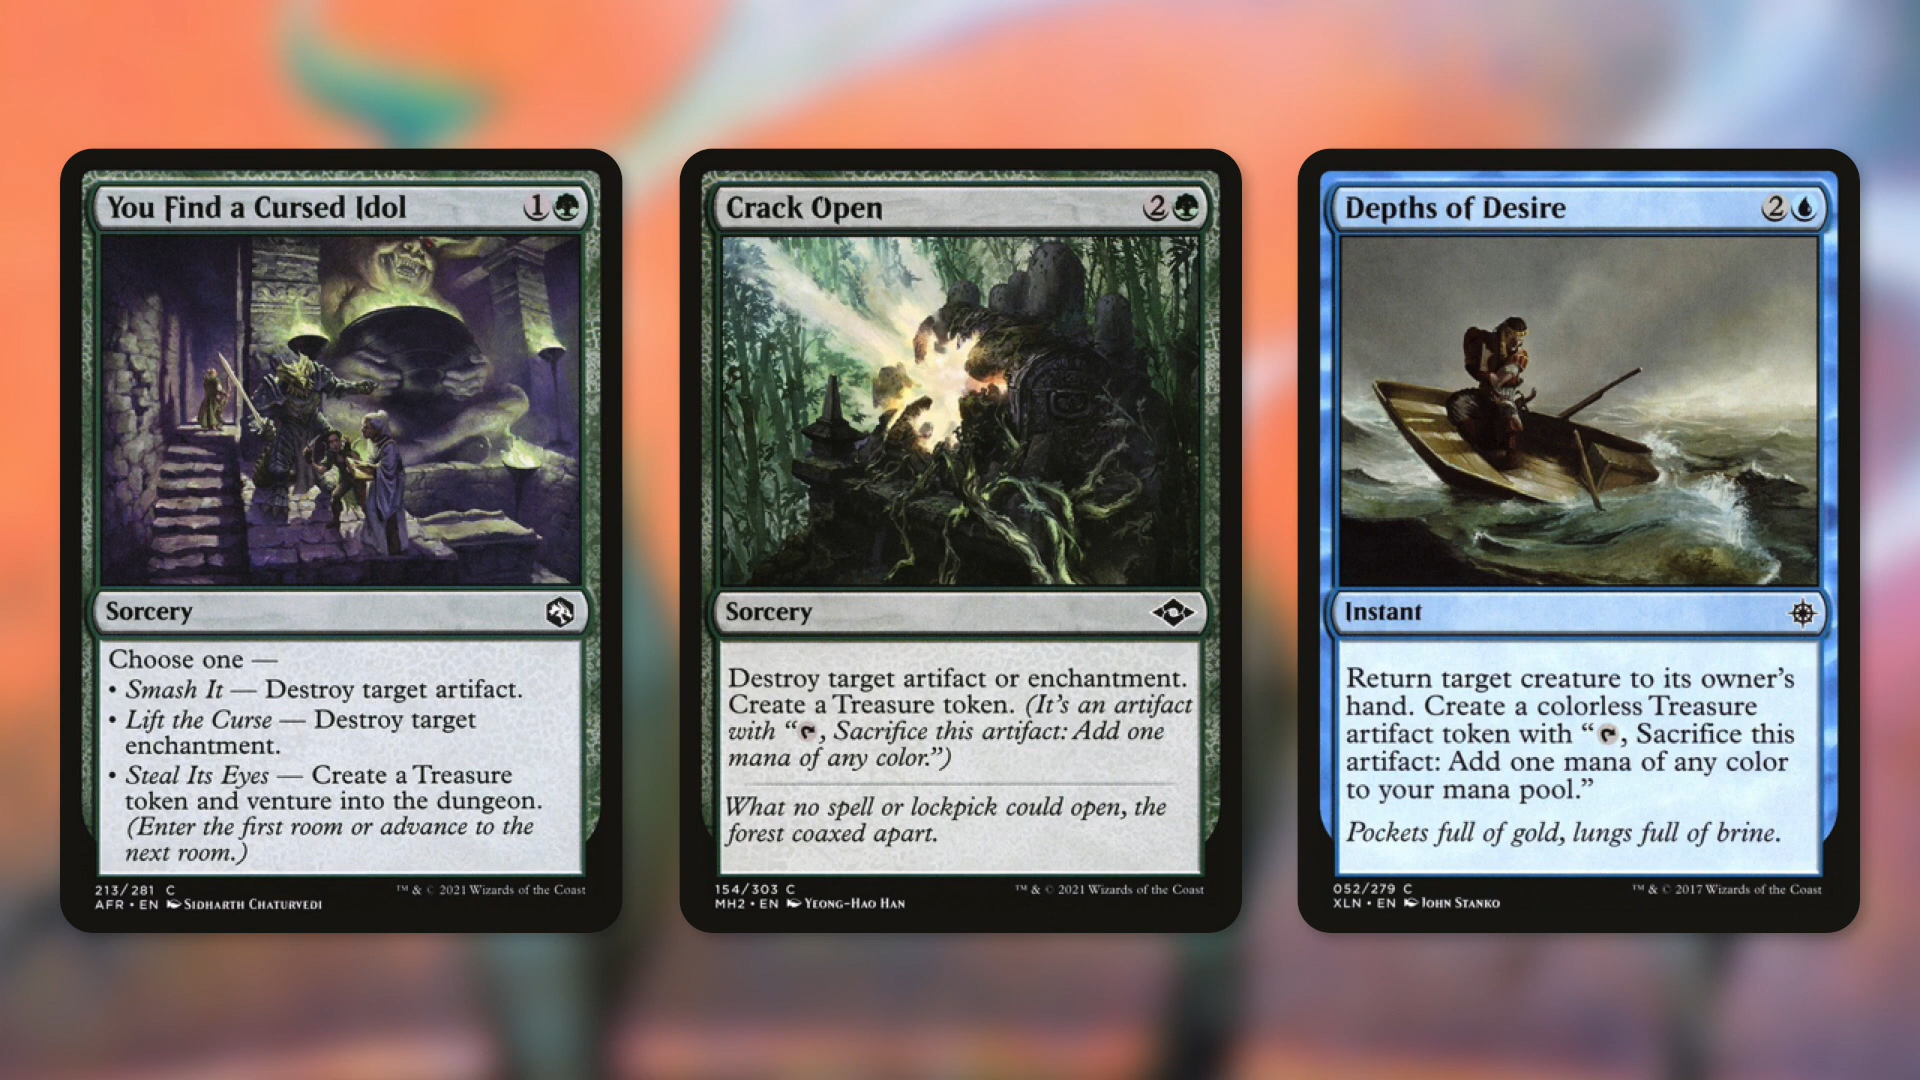 You Find a Cursed Idol 1
Sorcery
Choose one —
• Smash It — Destroy target artifact.
• Lift the Curse — Destroy target
enchantment.
• Steal Its Eyes — Create a Treasure
token and venture into the dungeon.
(Enter the first room or advance to the
next room.)
213/281 C
™ & © 2021 Wizards of the Coast
AFR • EN Sidharth Chaturvedi
Crack Open 2
Sorcery
Destroy target artifact or enchantment.
Create a Treasure token. (It's an artifact
with “, Sacrifice this artifact: Add one
mana of any color.”)
What no spell or lockpick could open, the
forest coaxed apart.
154/303 C
™ & © 2021 Wizards of the Coast
MH2 • EN Yeong-Hao Han
Depths of Desire 2
Instant
Return target creature to its owner's
hand. Create a colorless Treasure
artifact token with “, Sacrifice this
artifact: Add one mana of any color
to your mana pool.”
Pockets full of gold, lungs full of brine.
052/279 C
™ & © 2017 Wizards of the Coast
XLN • EN John Stanko